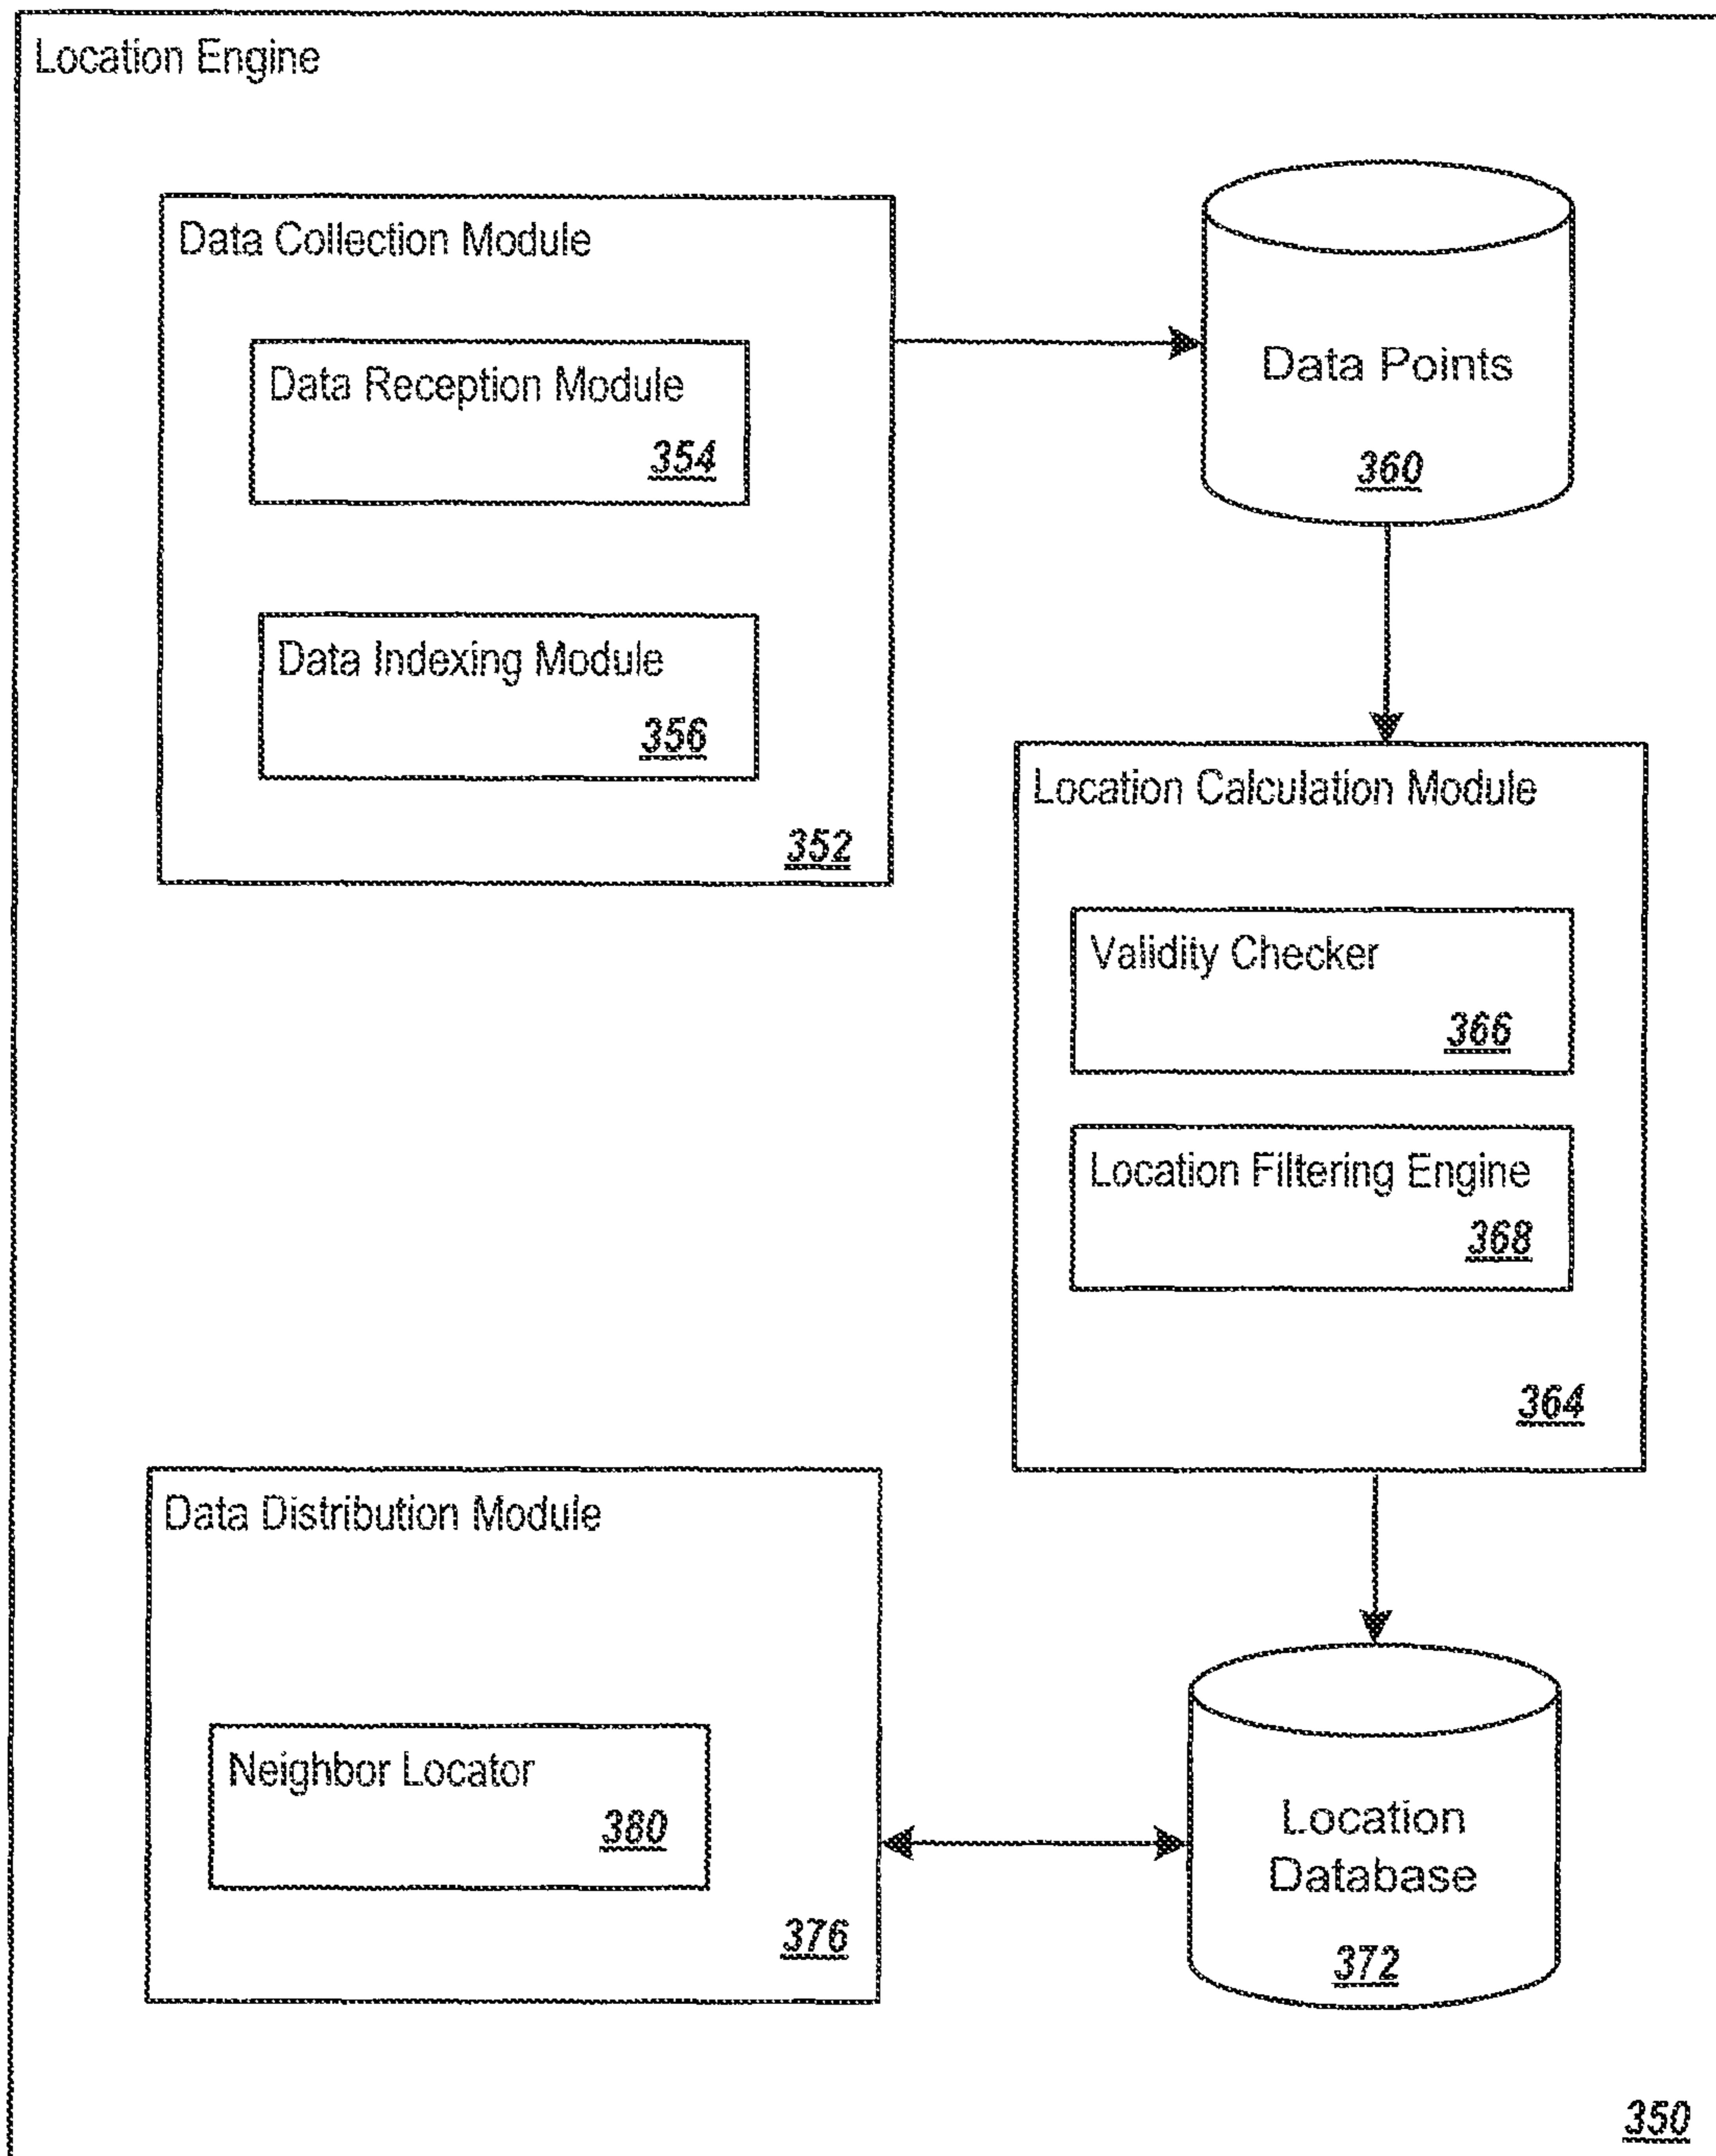 Location Engine
Data Collection Module
Data Reception Module
354
Data Indexing Module
356
352
Data Points
360
Location Calculation Module
Validity Checker
366
Location Filtering Engine
368
364
Data Distribution Module
Neighbor Locator
380
376
Location
Database
372
350